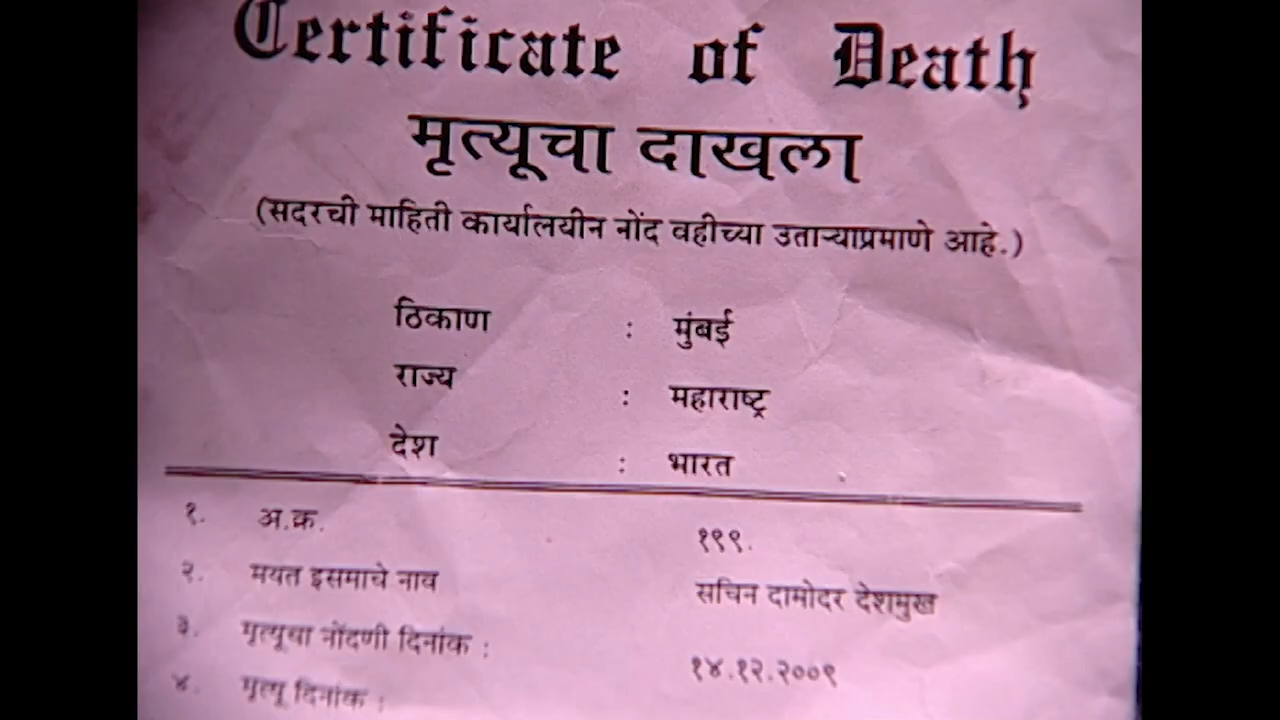 Certificate of Death
मृत्यूचा दाखला
(सदरची माहिती कार्यालयीन नोंद वहीच्या उताऱ्याप्रमाणे आहे.)
ठिकाण : मुंबई
राज्य : महाराष्ट्र
देश : भारत
१. अ.क्र. १९९.
२. मयत इसमाचे नाव सचिन दामोदर देशमुख
३. मृत्यूचा नोंदणी दिनांक : १४.१२.२००९
४. मृत्यू दिनांक :